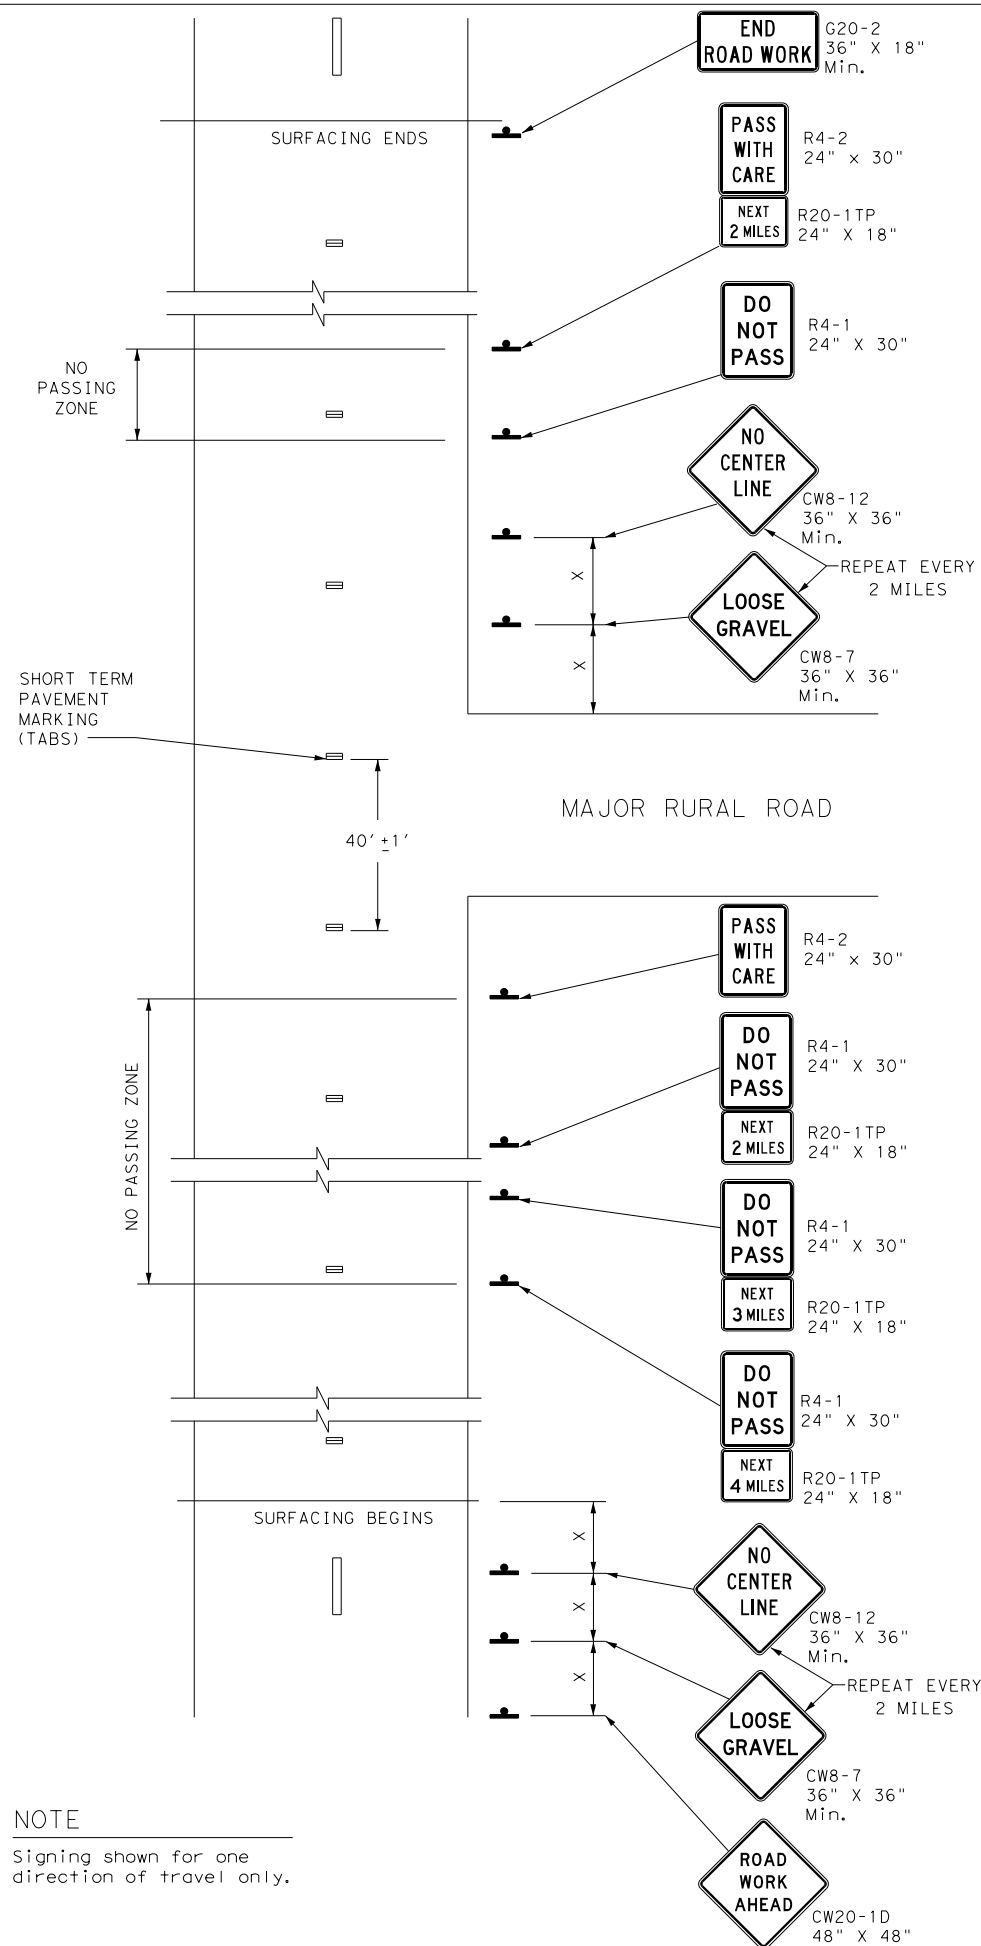 END
ROAD WORK
G20-2
36" X 18"
Min.
SURFACING ENDS
PASS
WITH
CARE
R4-2
24" x 30"
NEXT
2 MILES
R20-1TP
24" X 18"
DO
NOT
PASS
R4-1
24" X 30"
NO
PASSING
ZONE
NO
CENTER
LINE
CW8-12
36" X 36"
Min.
X
REPEAT EVERY
2 MILES
LOOSE
GRAVEL
CW8-7
36" X 36"
Min.
X
SHORT TERM
PAVEMENT
MARKING
(TABS)
40' ±1'
MAJOR RURAL ROAD
PASS
WITH
CARE
R4-2
24" x 30"
NO PASSING ZONE
DO
NOT
PASS
R4-1
24" X 30"
NEXT
2 MILES
R20-1TP
24" X 18"
DO
NOT
PASS
R4-1
24" X 30"
NEXT
3 MILES
R20-1TP
24" X 18"
DO
NOT
PASS
R4-1
24" X 30"
NEXT
4 MILES
R20-1TP
24" X 18"
SURFACING BEGINS
X
NO
CENTER
LINE
CW8-12
36" X 36"
Min.
X
REPEAT EVERY
2 MILES
X
LOOSE
GRAVEL
CW8-7
36" X 36"
Min.
ROAD
WORK
AHEAD
CW20-1D
48" X 48"
NOTE
Signing shown for one
direction of travel only.